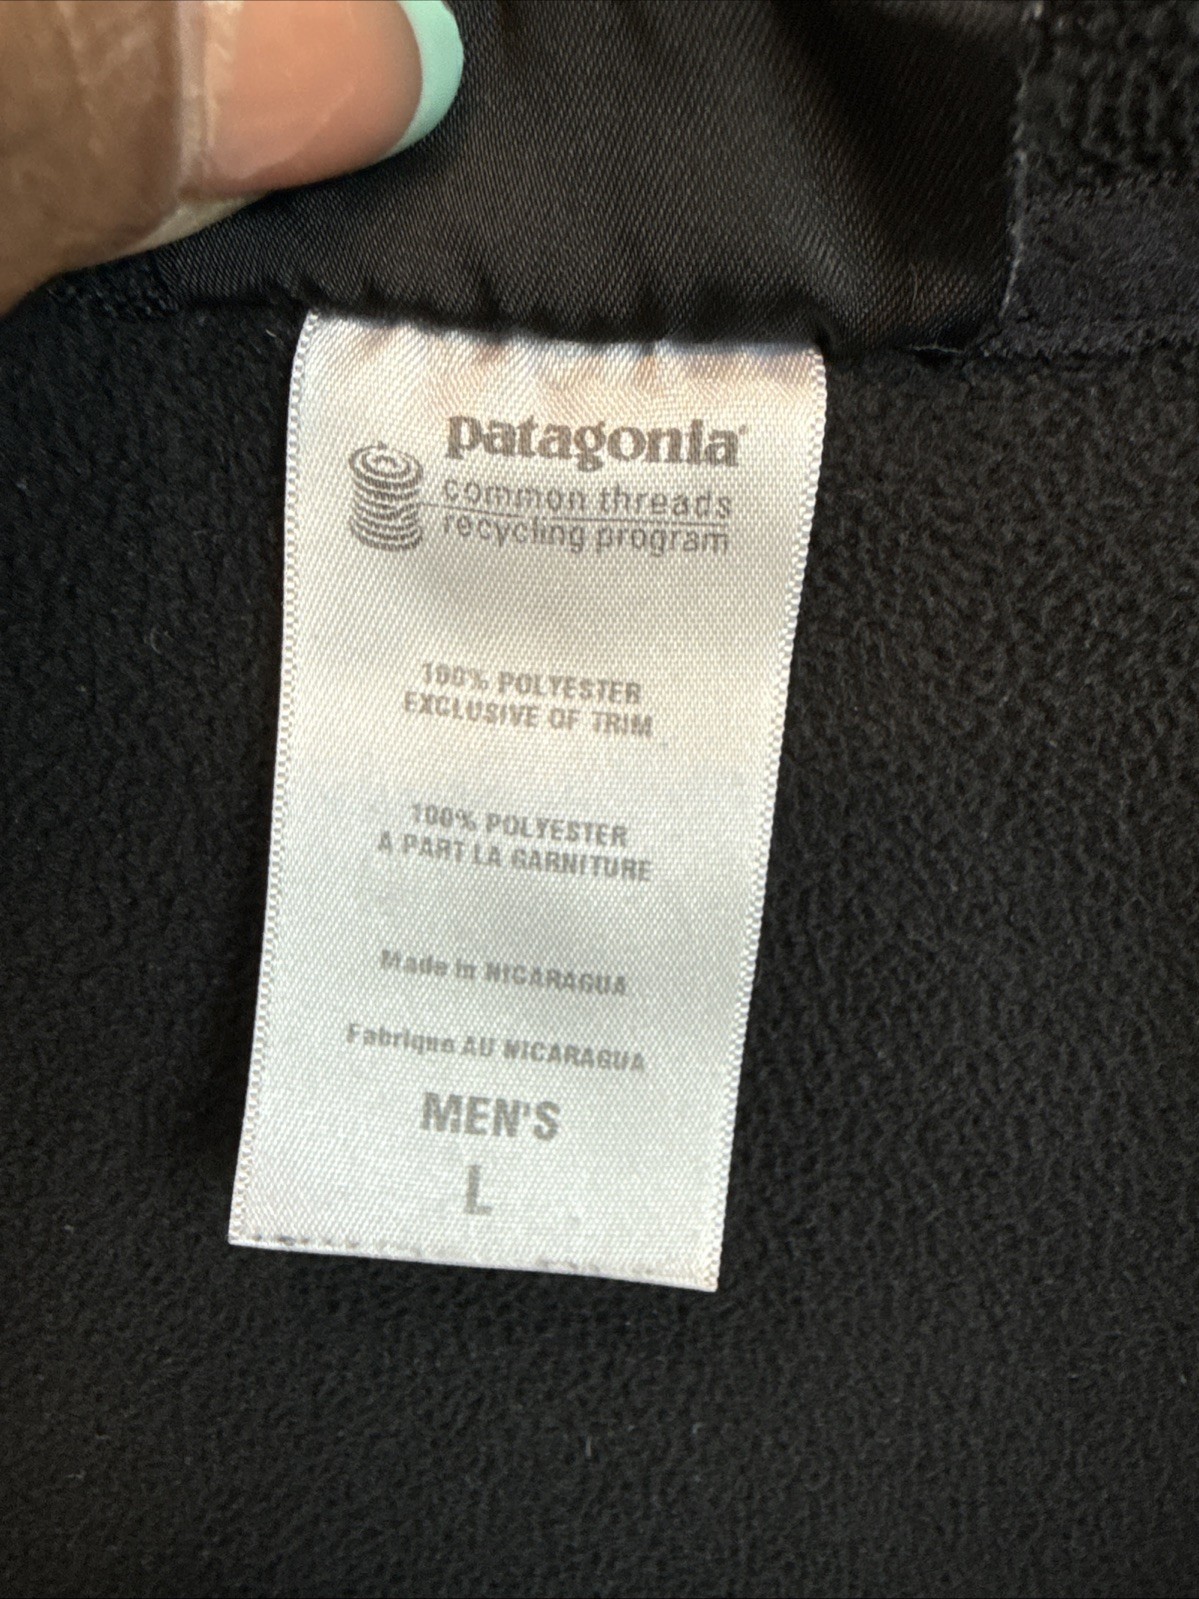 patagonia®
common threads
recycling program
100% POLYESTER
EXCLUSIVE OF TRIM
100% POLYESTER
A PART LA GARNITURE
Made in NICARAGUA
Fabrique AU NICARAGUA
MEN'S
L